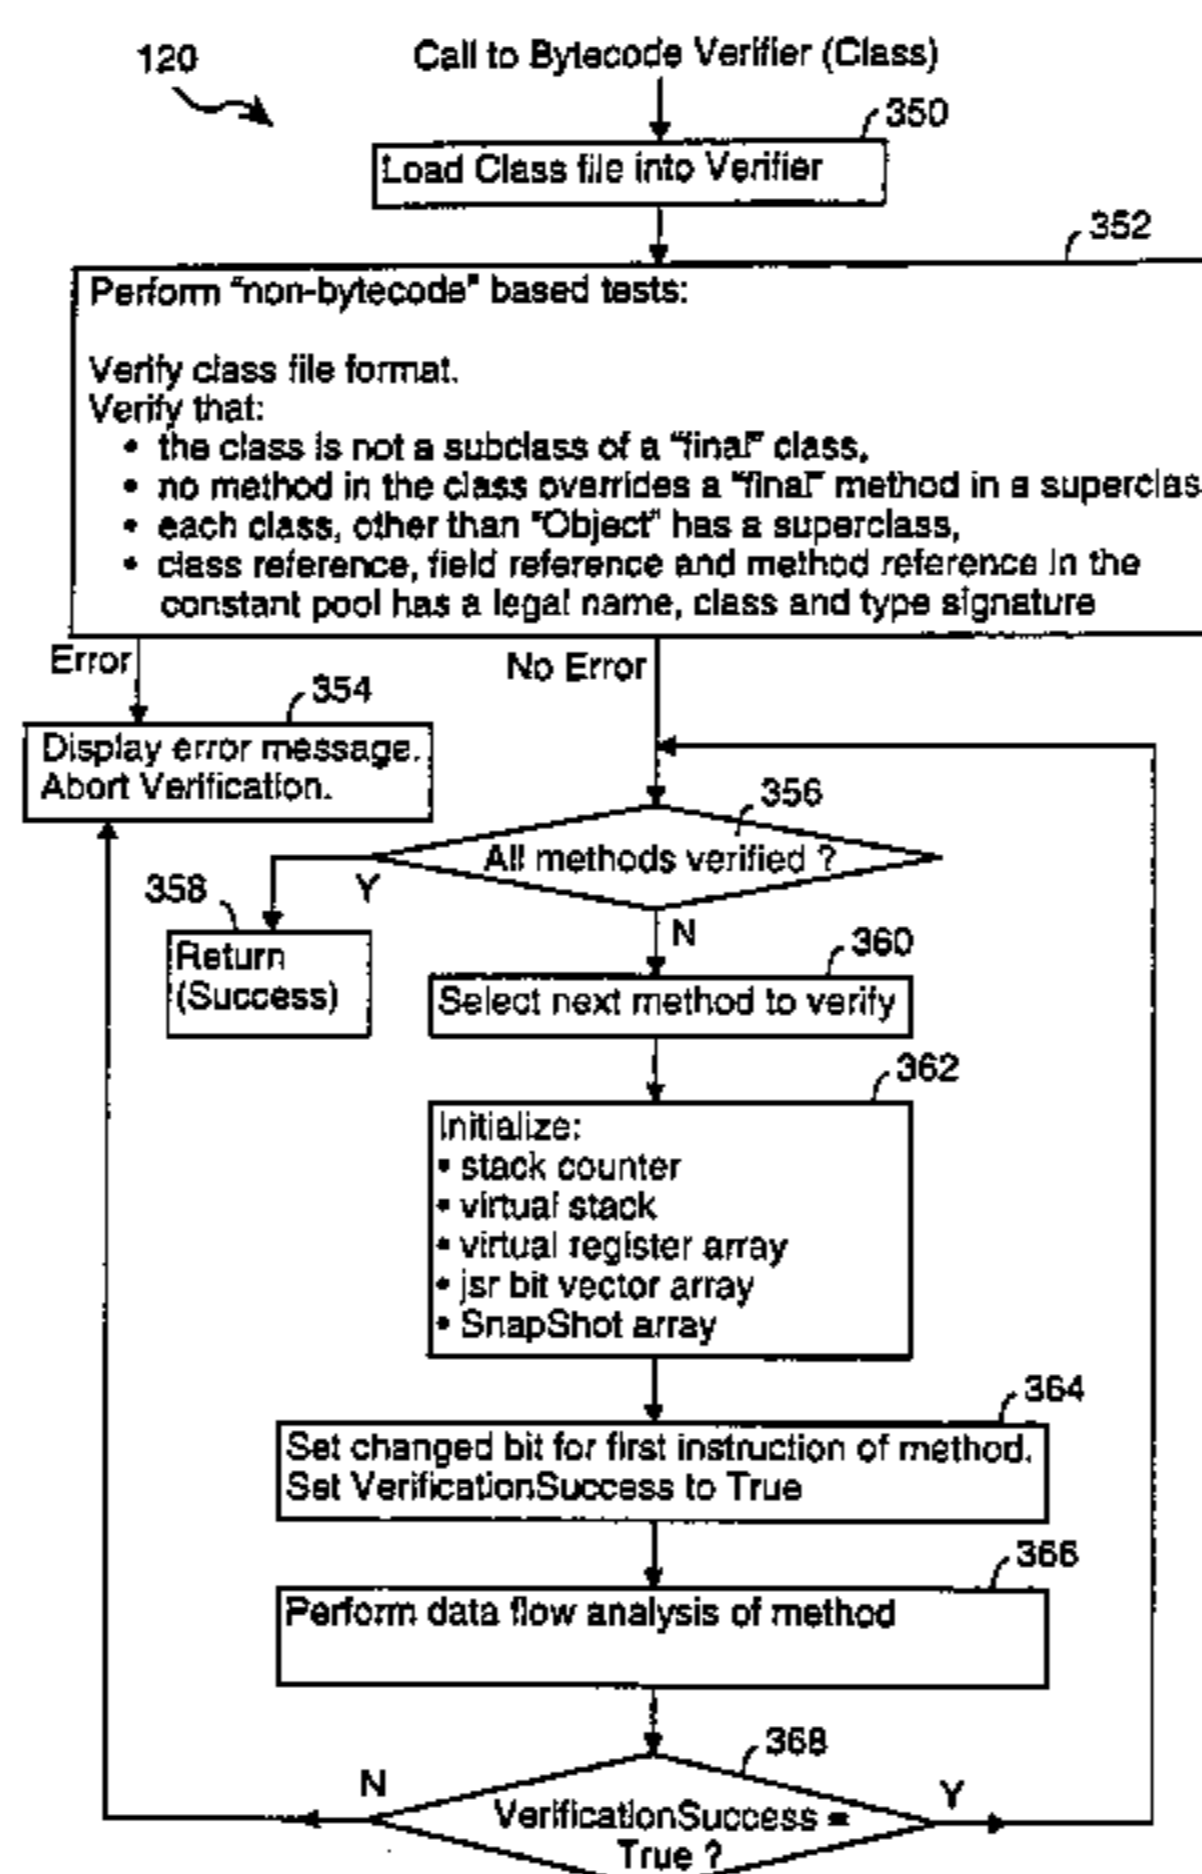 120
Call to Bytecode Verifier (Class)
350
Load Class file into Verifier
352
Perform "non-bytecode" based tests:
Verify class file format.
Verify that:
• the class is not a subclass of a "final" class,
• no method in the class overrides a "final" method in a superclas
• each class, other than "Object" has a superclass,
• class reference, field reference and method reference in the
constant pool has a legal name, class and type signature
Error
No Error
354
Display error message.
Abort Verification.
356
All methods verified ?
Y
358
N
Return
(Success)
360
Select next method to verify
362
Initialize:
• stack counter
• virtual stack
• virtual register array
• jsr bit vector array
• SnapShot array
364
Set changed bit for first instruction of method.
Set VerificationSuccess to True
366
Perform data flow analysis of method
368
N
Y
VerificationSuccess =
True ?